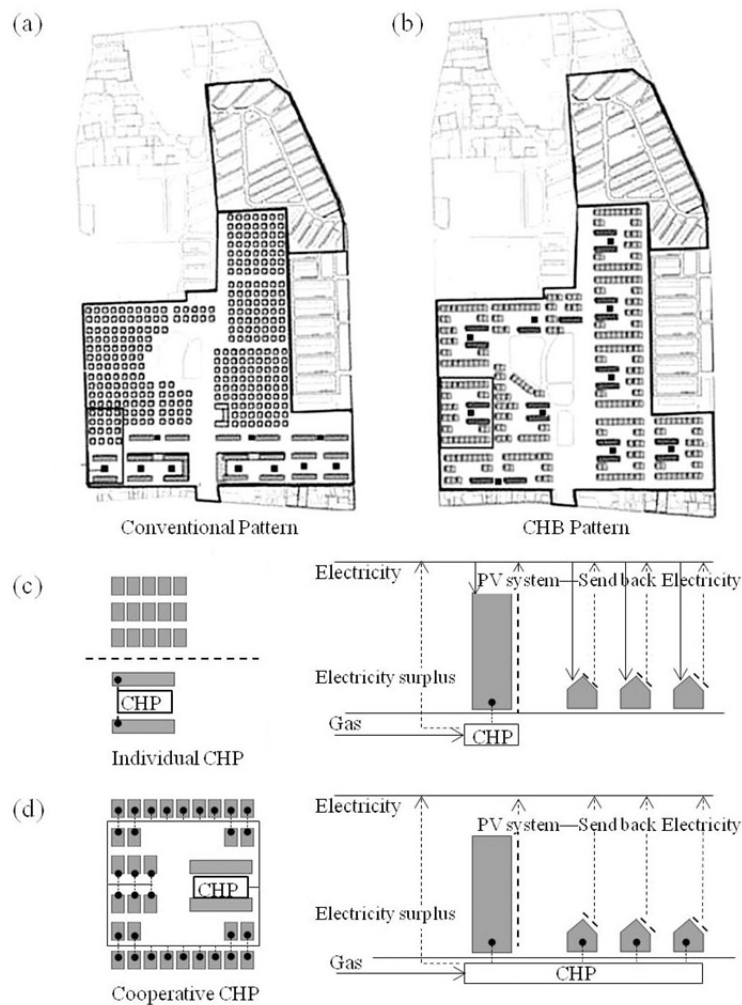 (a)
(b)
Conventional Pattern
CHB Pattern
(c)
CHP
Individual CHP
Electricity
PV system—Send back Electricity
Electricity surplus
Gas
CHP
(d)
CHP
Cooperative CHP
Electricity
PV system—Send back Electricity
Electricity surplus
Gas
CHP